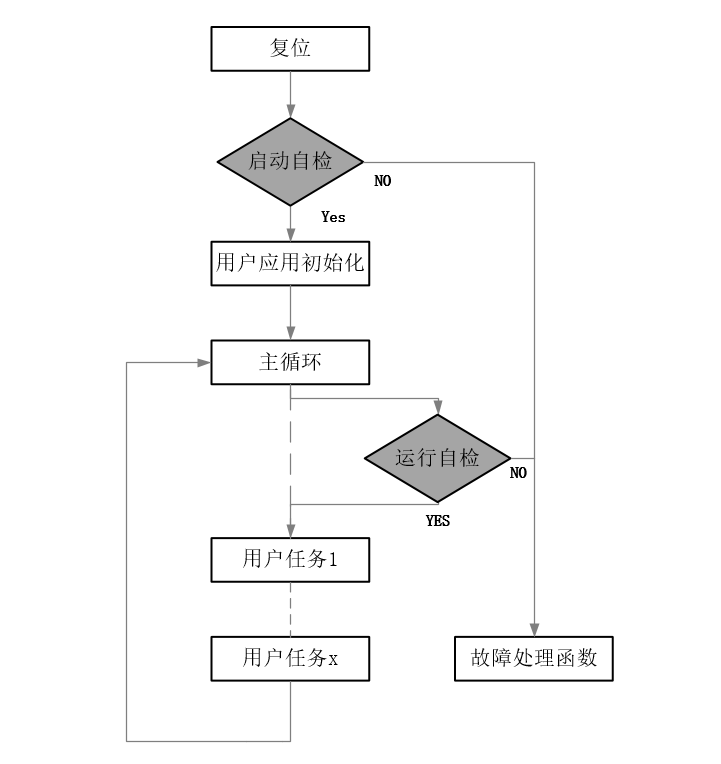 复位
启动自检
NO
Yes
用户应用初始化
主循环
运行自检
NO
YES
用户任务1
用户任务x
故障处理函数